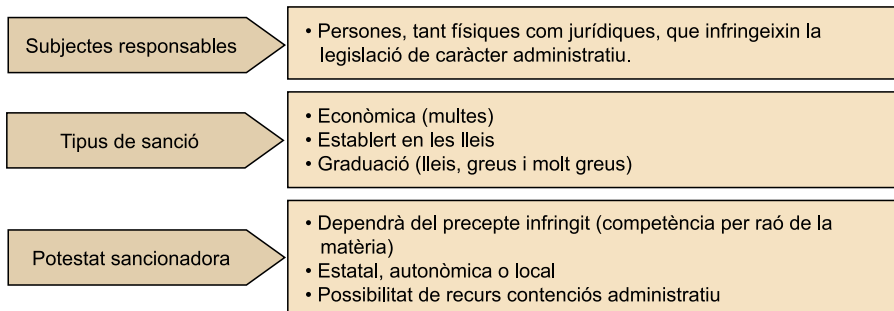 Subjectes responsables
• Persones, tant físiques com jurídiques, que infringeixin la
legislació de caràcter administratiu.
Tipus de sanció
• Econòmica (multes)
• Establert en les lleis
• Graduació (lleis, greus i molt greus)
Potestat sancionadora
• Dependrà del precepte infringit (competència per raó de la
matèria)
• Estatal, autonòmica o local
• Possibilitat de recurs contenciós administratiu